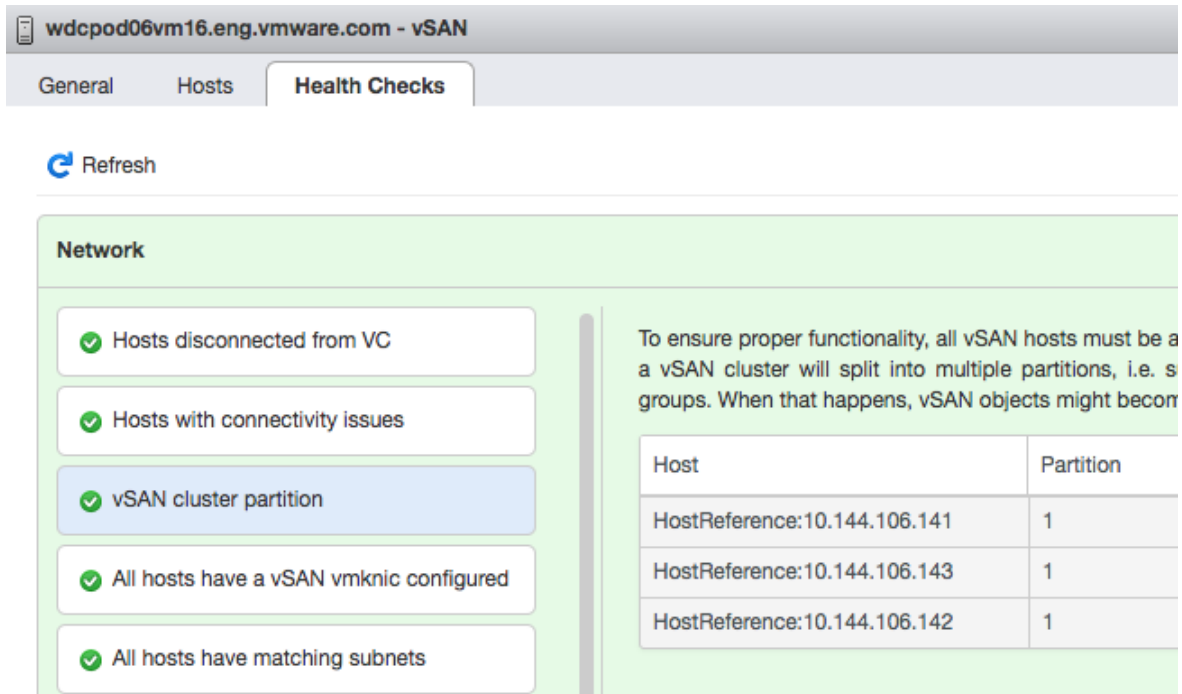 wdcpod06vm16.eng.vmware.com - vSAN
General Hosts Health Checks
Refresh
Network
Hosts disconnected from VC
Hosts with connectivity issues
vSAN cluster partition
All hosts have a vSAN vmknic configured
All hosts have matching subnets
To ensure proper functionality, all vSAN hosts must be
a vSAN cluster will split into multiple partitions, i.e.
groups. When that happens, vSAN objects might
Host Partition
HostReference:10.144.106.141 1
HostReference:10.144.106.143 1
HostReference:10.144.106.142 1